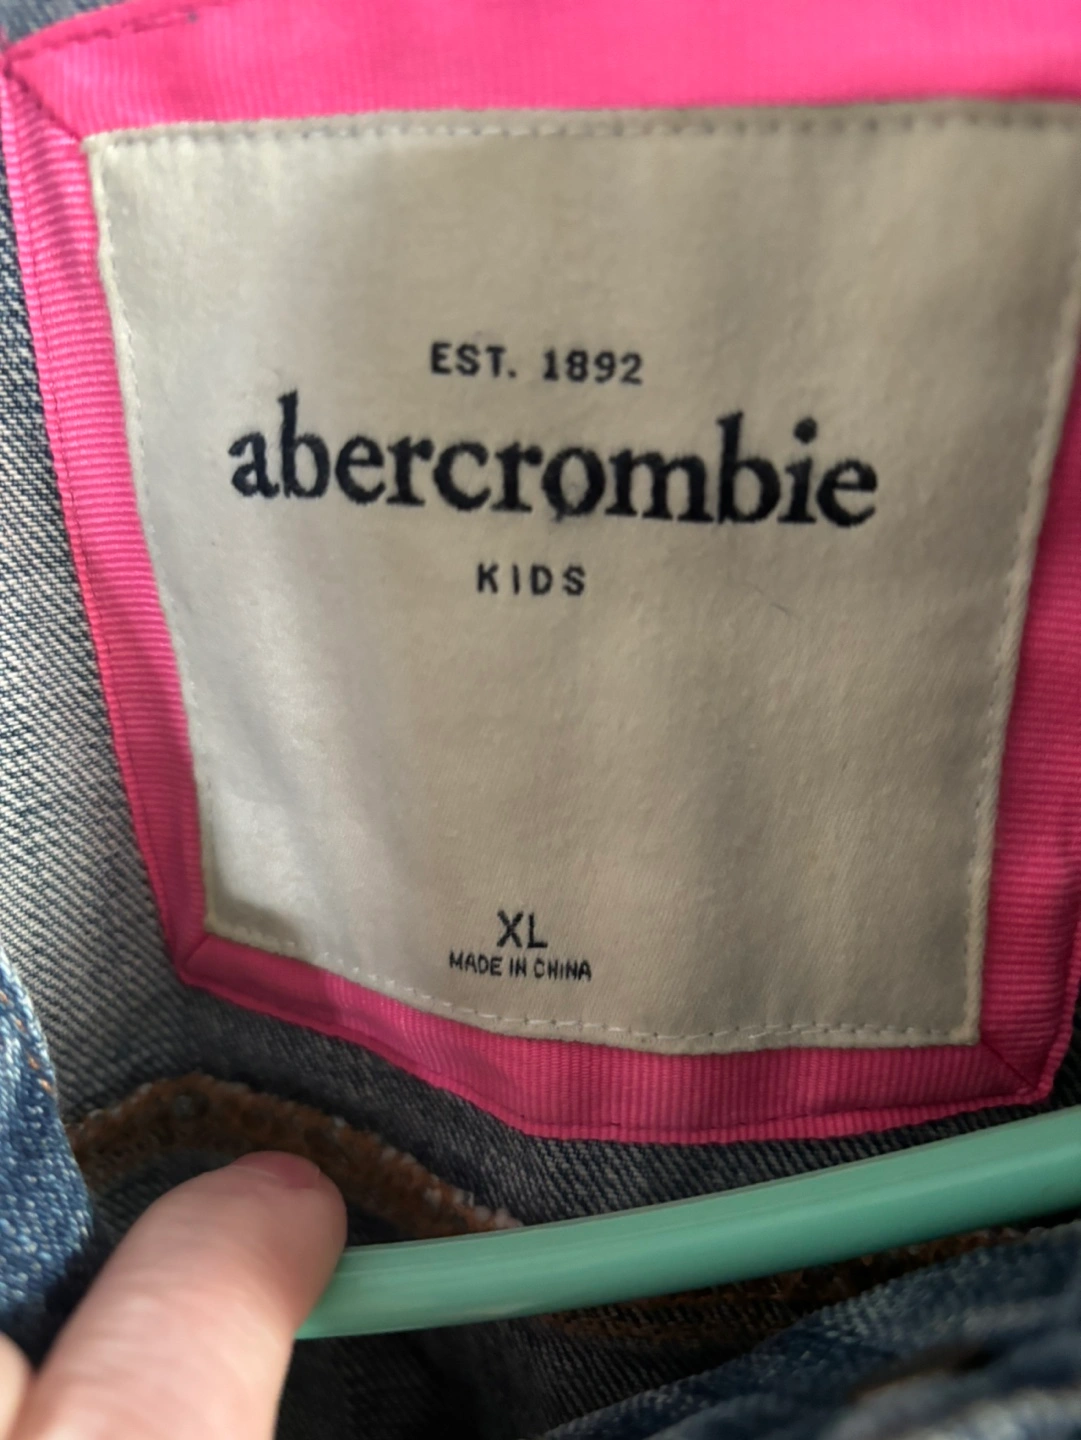 EST. 1892
abercrombie
KIDS
XL
MADE IN CHINA